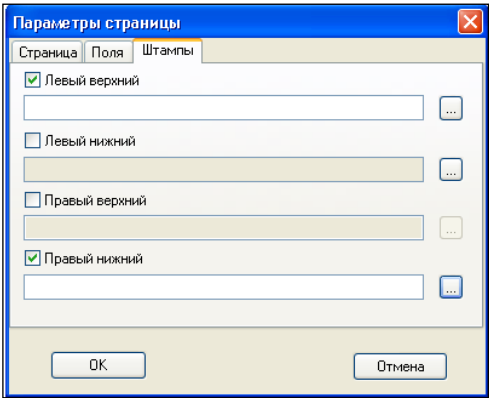 Параметры страницы
Страница Поля Штампы
Левый верхний
...
Левый нижний
...
Правый верхний
...
Правый нижний
...
OK Отмена